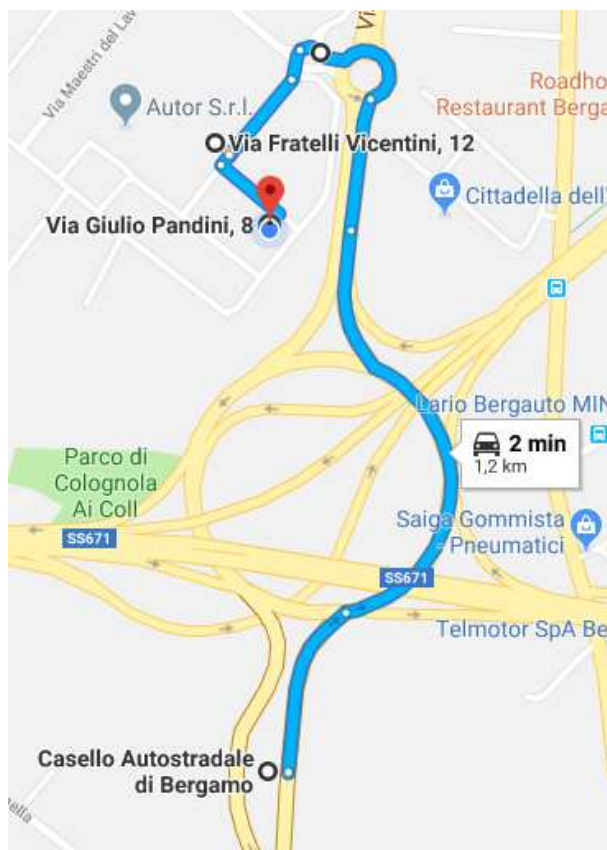 Via Maestri del Lav
Autor S.r.l.
Roadho
Restaurant Berga
Via Fratelli Vicentini, 12
Cittadella dell'
Via Giulio Pandini, 8
Lario Bergauto MIN
2 min
1,2 km
Parco di
Colognola
Ai Coll
Saiga Gommista
- Pneumatici
SS671
SS671
Telmotor SpA Be
Casello Autostradale
di Bergamo
nella